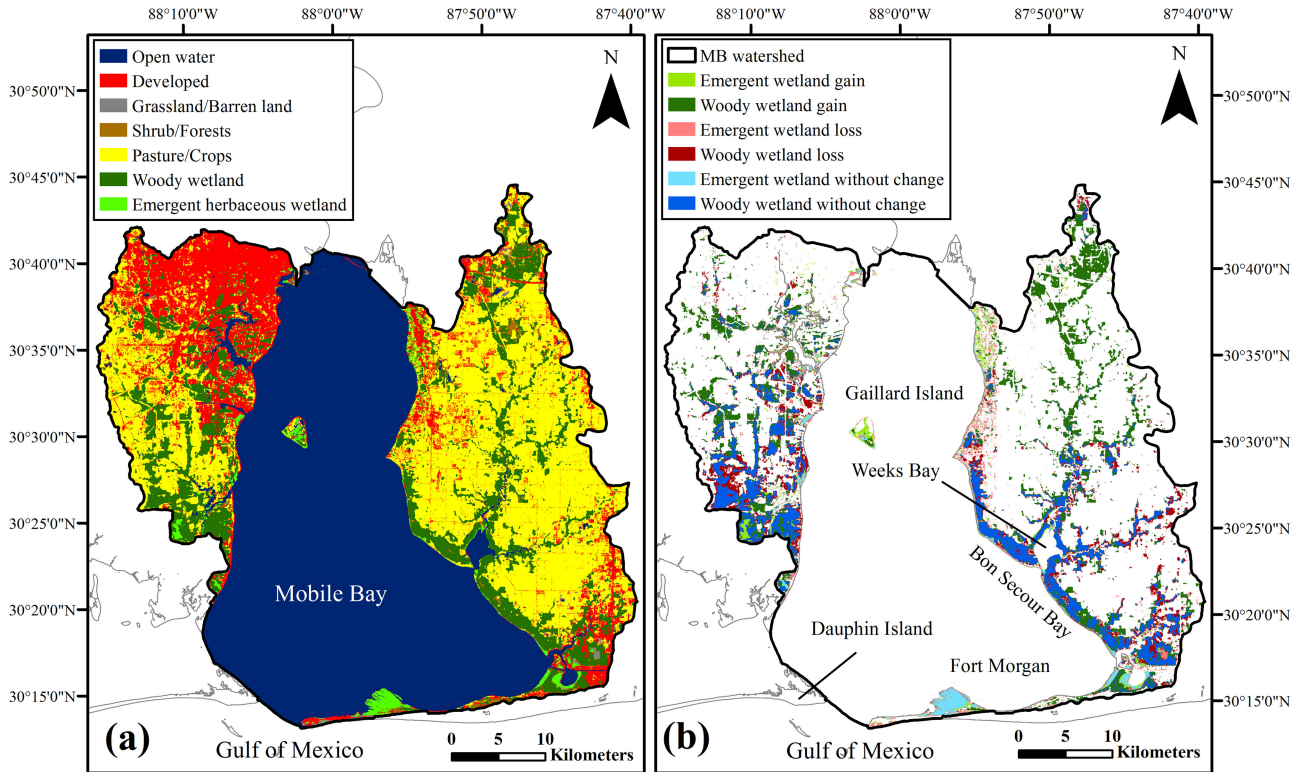 88°10'0"W 88°0'0"W 87°50'0"W 87°40'0"W
Open water
Developed
Grassland/Barren land
Shrub/Forests
Pasture/Crops
Woody wetland
Emergent herbaceous wetland
N
30°50'0"N
30°45'0"N
30°40'0"N
30°35'0"N
30°30'0"N
30°25'0"N
30°20'0"N
30°15'0"N
Mobile Bay
(a)
Gulf of Mexico
0 5 10
Kilometers
88°10'0"W 88°0'0"W 87°50'0"W 87°40'0"W
MB watershed
Emergent wetland gain
Woody wetland gain
Emergent wetland loss
Woody wetland loss
Emergent wetland without change
Woody wetland without change
N
30°50'0"N
30°45'0"N
30°40'0"N
30°35'0"N
30°30'0"N
30°25'0"N
30°20'0"N
30°15'0"N
Gaillard Island
Weeks Bay
Bon Secour Bay
Dauphin Island
Fort Morgan
(b)
Gulf of Mexico
0 5 10
Kilometers